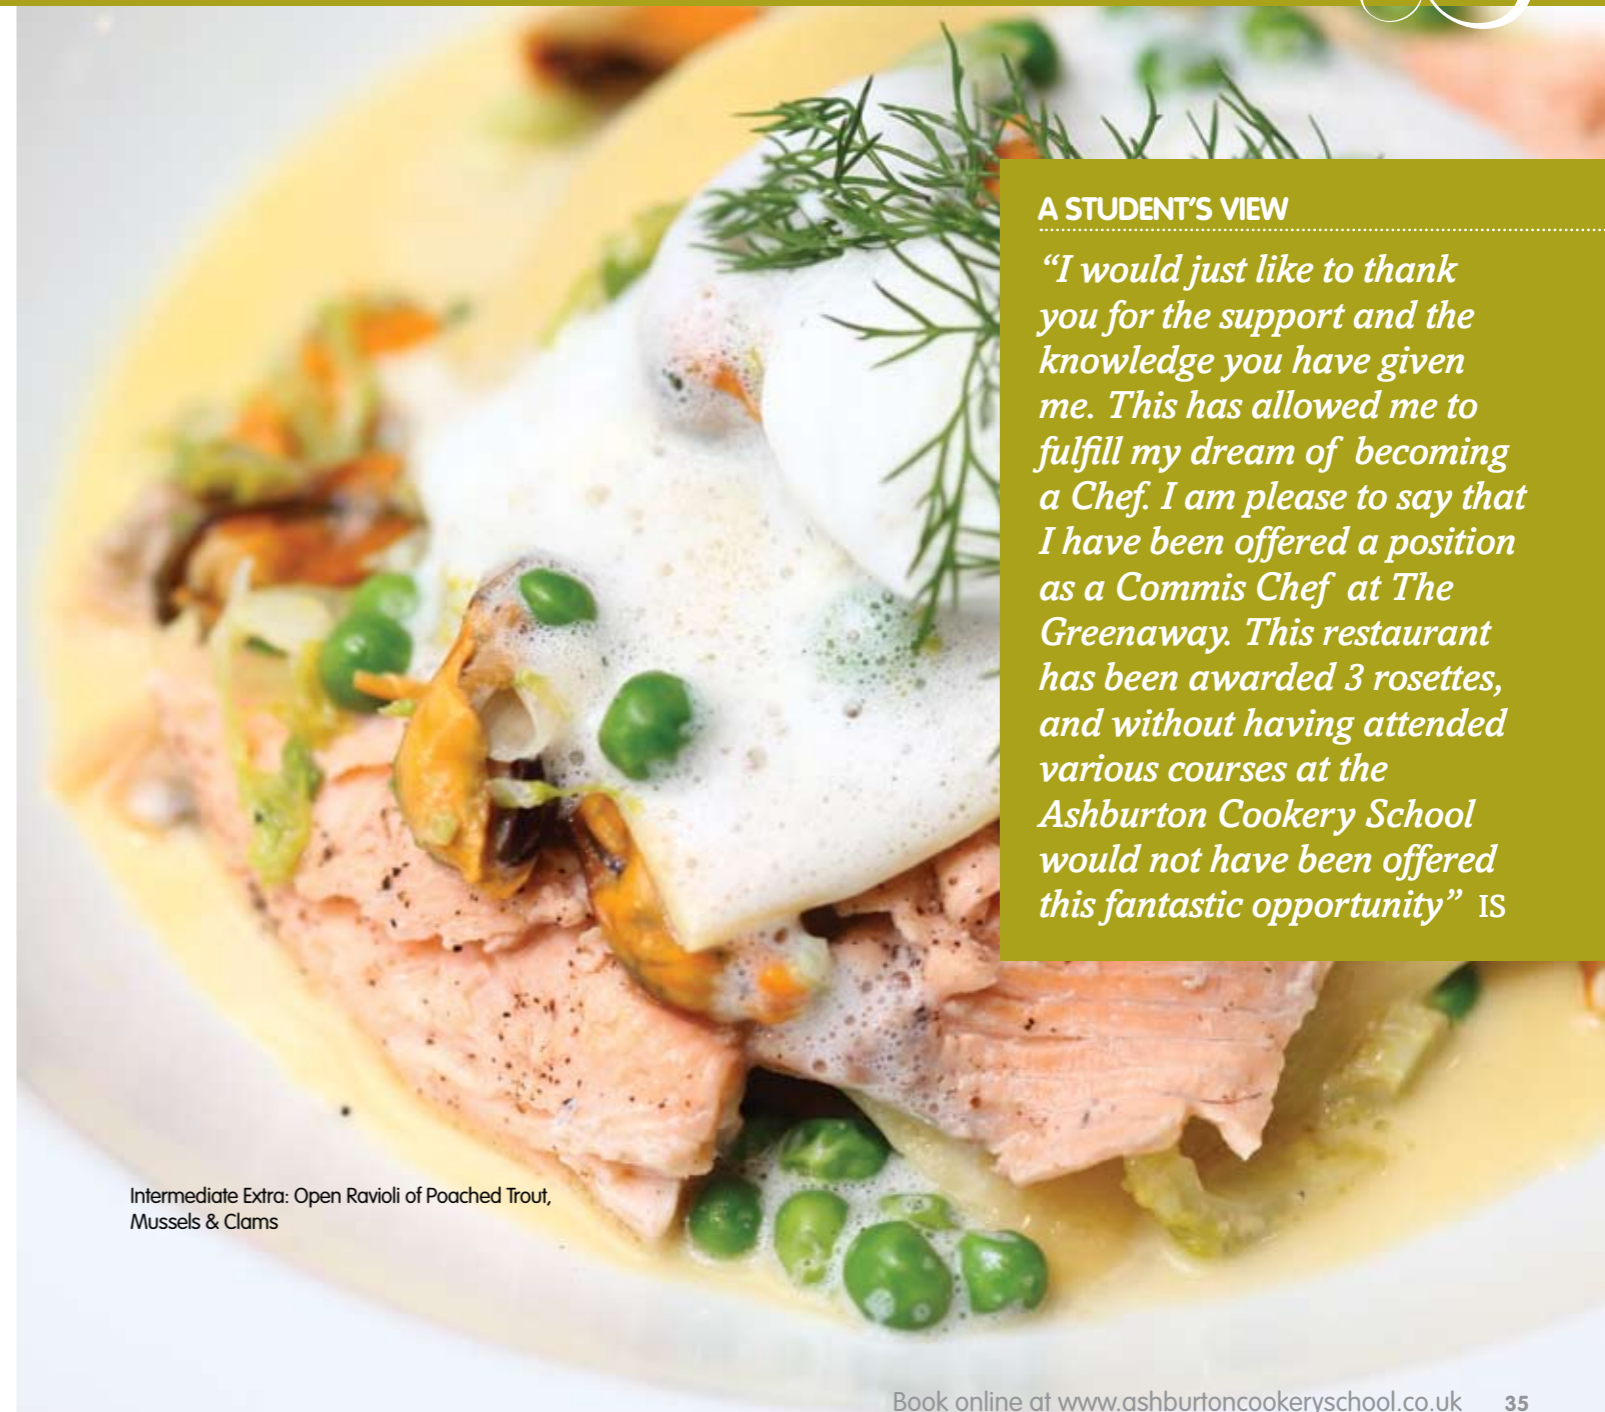 A STUDENT'S VIEW
“I would just like to thank
you for the support and the
knowledge you have given
me. This has allowed me to
fulfill my dream of becoming
a Chef. I am please to say that
I have been offered a position
as a Commis Chef at The
Greenaway. This restaurant
has been awarded 3 rosettes,
and without having attended
various courses at the
Ashburton Cookery School
would not have been offered
this fantastic opportunity” IS
Intermediate Extra: Open Ravioli of Poached Trout,
Mussels & Clams
Book online at www.ashburtoncookeryschool.co.uk 35